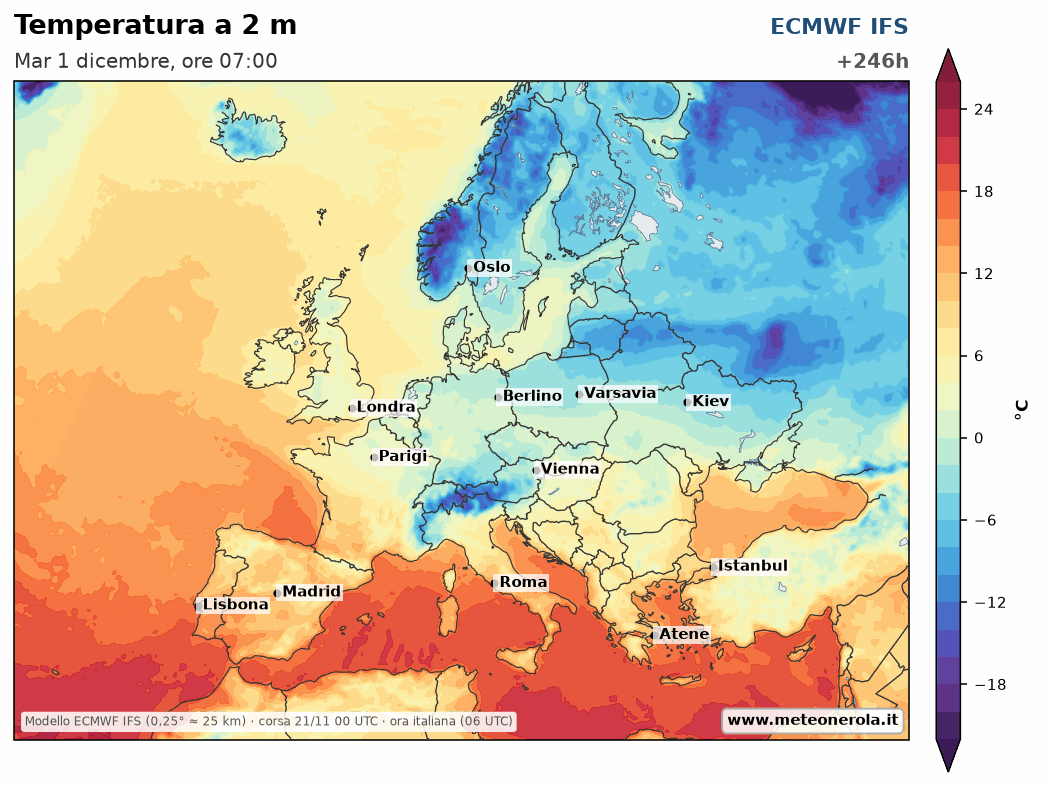 Temperatura a 2 m
ECMWF IFS
Mar 1 dicembre, ore 07:00
+246h
24
18
12
6
0
−6
−12
−18
°C
Oslo
Londra
Berlino
Varsavia
Kiev
Parigi
Vienna
Istanbul
Roma
Madrid
Lisbona
Atene
Modello ECMWF IFS (0,25° ≈ 25 km) · corsa 21/11 00 UTC · ora italiana (06 UTC)
www.meteonerola.it